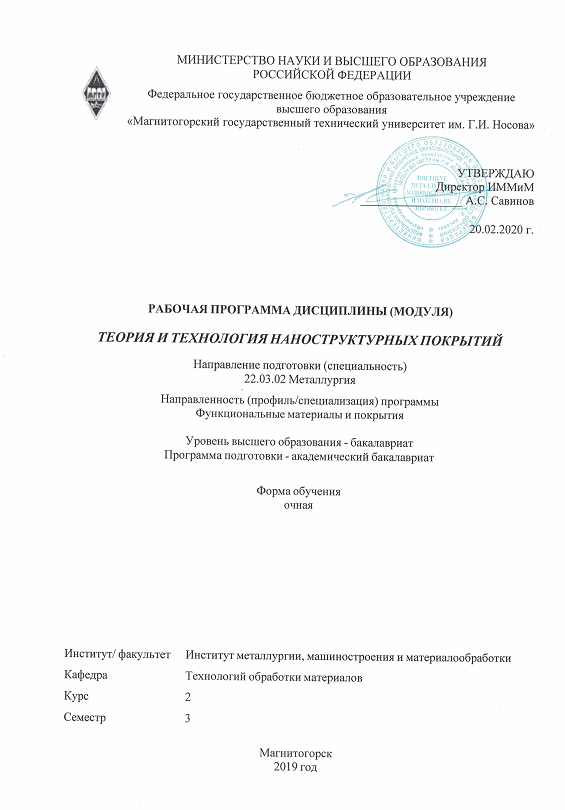 МИНИСТЕРСТВО НАУКИ И ВЫСШЕГО ОБРАЗОВАНИЯ
РОССИЙСКОЙ ФЕДЕРАЦИИ
Федеральное государственное бюджетное образовательное учреждение
высшего образования
«Магнитогорский государственный технический университет им. Г.И. Носова»
УТВЕРЖДАЮ
Директор ИММиМ
А.С. Савинов
20.02.2020 г.
РАБОЧАЯ ПРОГРАММА ДИСЦИПЛИНЫ (МОДУЛЯ)
ТЕОРИЯ И ТЕХНОЛОГИЯ НАНОСТРУКТУРНЫХ ПОКРЫТИЙ
Направление подготовки (специальность)
22.03.02 Металлургия
Направленность (профиль/специализация) программы
Функциональные материалы и покрытия
Уровень высшего образования - бакалавриат
Программа подготовки - академический бакалавриат
Форма обучения
очная
Институт/ факультет Институт металлургии, машиностроения и материалообработки
Кафедра Технологий обработки материалов
Курс 2
Семестр 3
Магнитогорск
2019 год